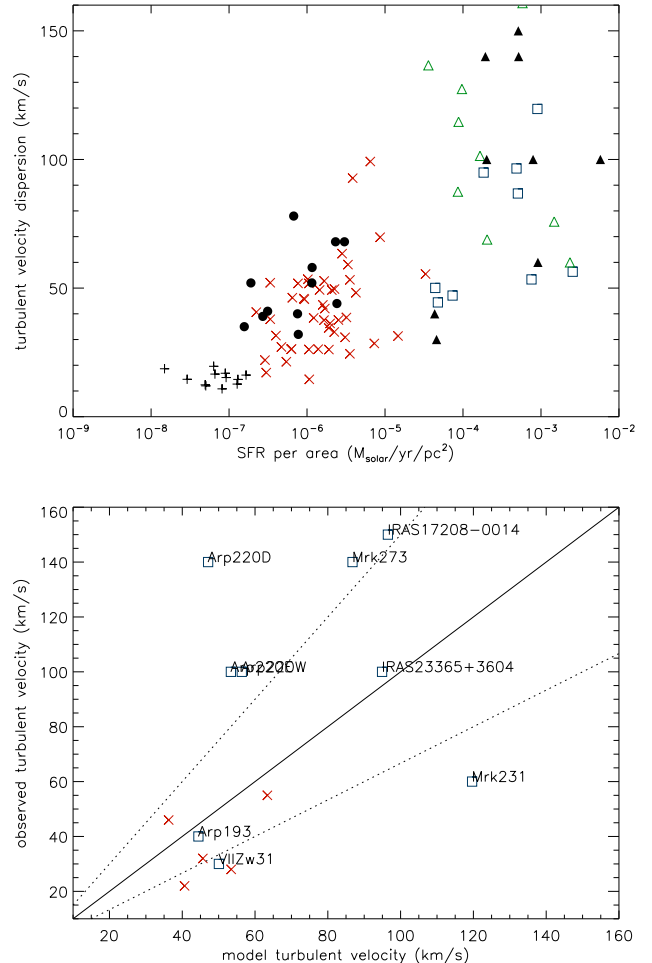 150
100
50
0
turbulent velocity dispersion (km/s)
10⁻⁹ 10⁻⁸ 10⁻⁷ 10⁻⁶ 10⁻⁵ 10⁻⁴ 10⁻³ 10⁻²
SFR per area (M_solar/yr/pc²)
160
140
120
100
80
60
40
20
observed turbulent velocity (km/s)
IRAS17208-0014
Arp220D
Mrk273
Arp220W
IRAS23365+3604
Mrk231
Arp193
VIIZw31
20 40 60 80 100 120 140 160
model turbulent velocity (km/s)